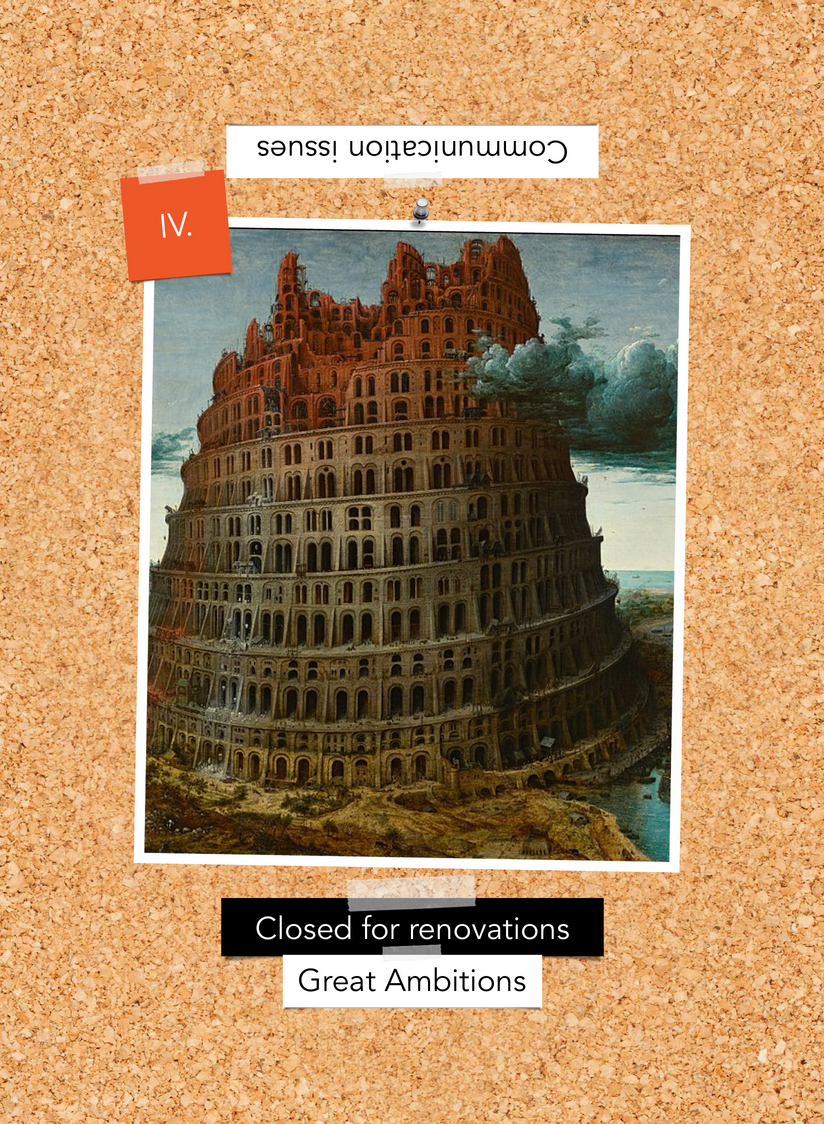 Communication issues
IV.
Closed for renovations
Great Ambitions